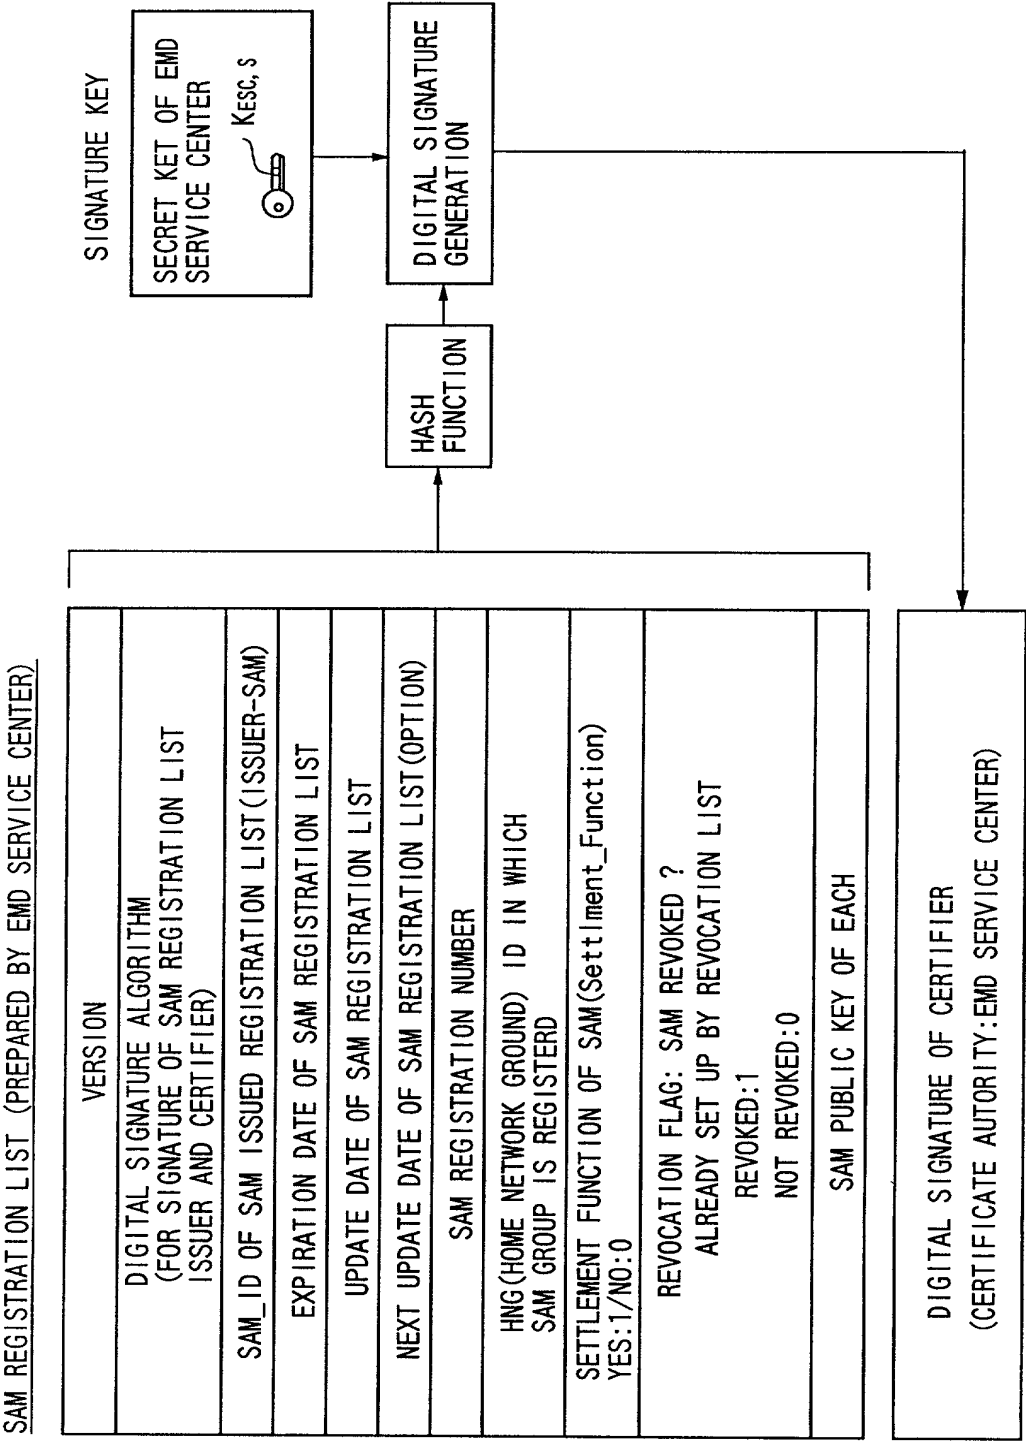 SAM REGISTRATION LIST (PREPARED BY EMD SERVICE CENTER)
VERSION
DIGITAL SIGNATURE ALGORITHM
(FOR SIGNATURE OF SAM REGISTRATION LIST
ISSUER AND CERTIFIER)
SAM_ID OF SAM ISSUED REGISTRATION LIST(ISSUER-SAM)
EXPIRATION DATE OF SAM REGISTRATION LIST
UPDATE DATE OF SAM REGISTRATION LIST
NEXT UPDATE DATE OF SAM REGISTRATION LIST(OPTION)
SAM REGISTRATION NUMBER
HNG(HOME NETWORK GROUND) ID IN WHICH
SAM GROUP IS REGISTERD
SETTLEMENT FUNCTION OF SAM(Settlment_Function)
YES:1/NO:0
REVOCATION FLAG: SAM REVOKED ?
ALREADY SET UP BY REVOCATION LIST
REVOKED:1
NOT REVOKED:0
SAM PUBLIC KEY OF EACH
DIGITAL SIGNATURE OF CERTIFIER
(CERTIFICATE AUTORITY:EMD SERVICE CENTER)
HASH
FUNCTION
SIGNATURE KEY
SECRET KET OF EMD
SERVICE CENTER
KESC,S
DIGITAL SIGNATURE
GENERATION